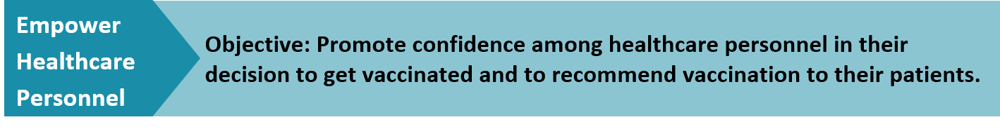 Empower
Healthcare
Personnel
Objective: Promote confidence among healthcare personnel in their
decision to get vaccinated and to recommend vaccination to their patients.